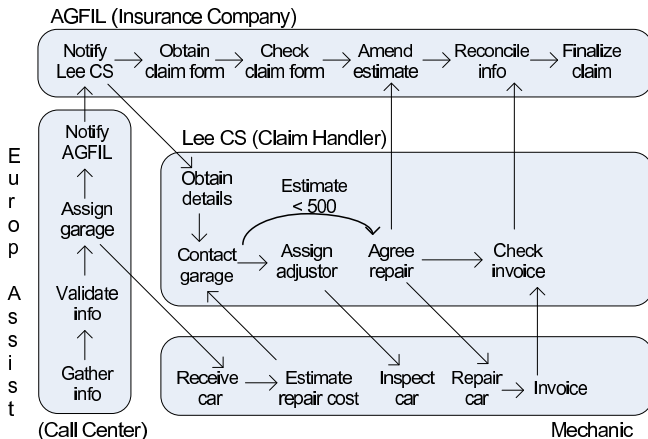 AGFIL (Insurance Company)
Notify
Lee CS
Obtain
claim form
Check
claim form
Amend
estimate
Reconcile
info
Finalize
claim
Europ Assist
Notify
AGFIL
Assign
garage
Validate
info
Gather
info
(Call Center)
Lee CS (Claim Handler)
Obtain
details
Estimate
< 500
Contact
garage
Assign
adjustor
Agree
repair
Check
invoice
Receive
car
Estimate
repair cost
Inspect
car
Repair
car
Invoice
Mechanic